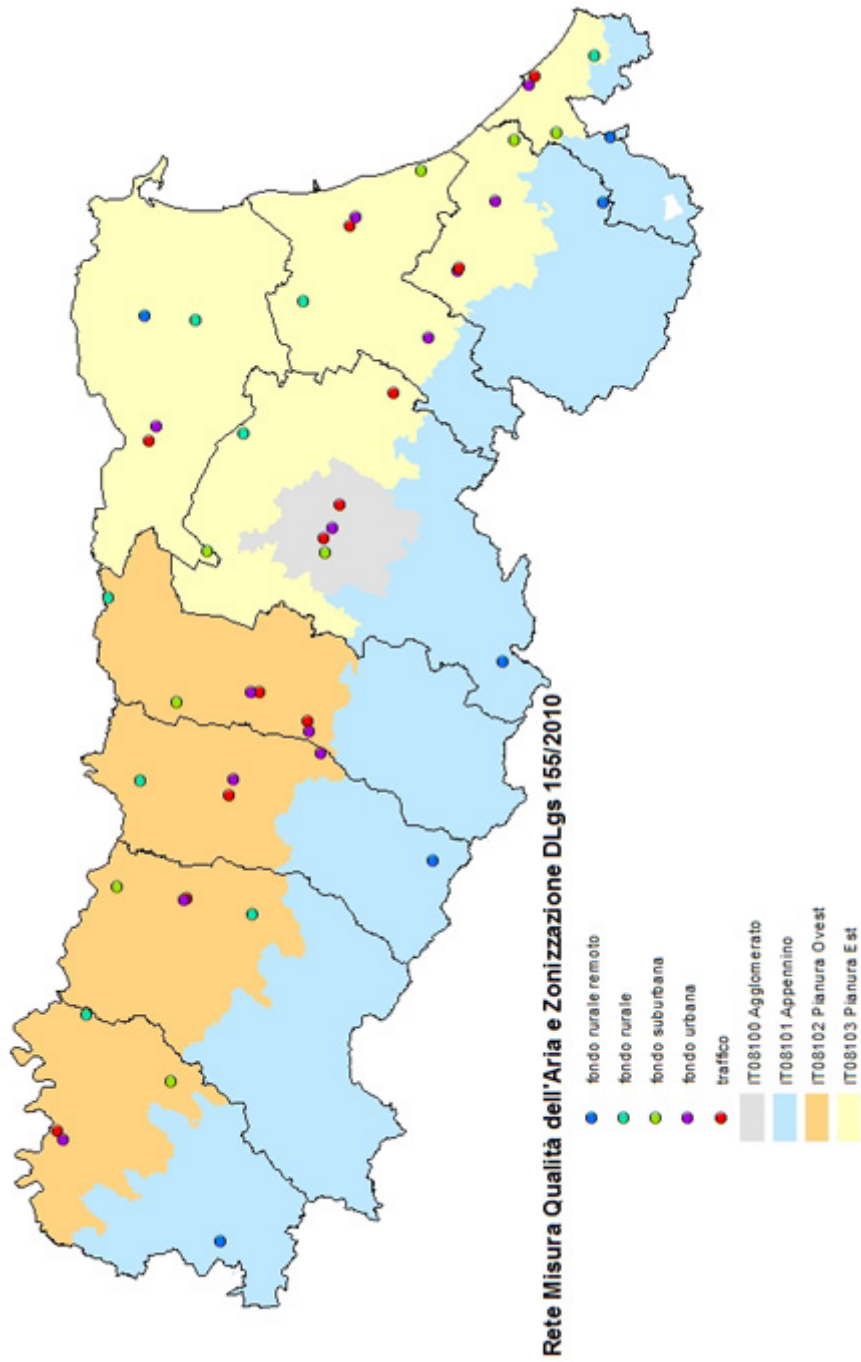 Rete Misura Qualità dell'Aria e Zonizzazione DLgs 155/2010
fondo rurale remoto
fondo rurale
fondo suburbana
fondo urbana
traffico
IT08100 Agglomerato
IT08101 Appennino
IT08102 Pianura Ovest
IT08103 Pianura Est